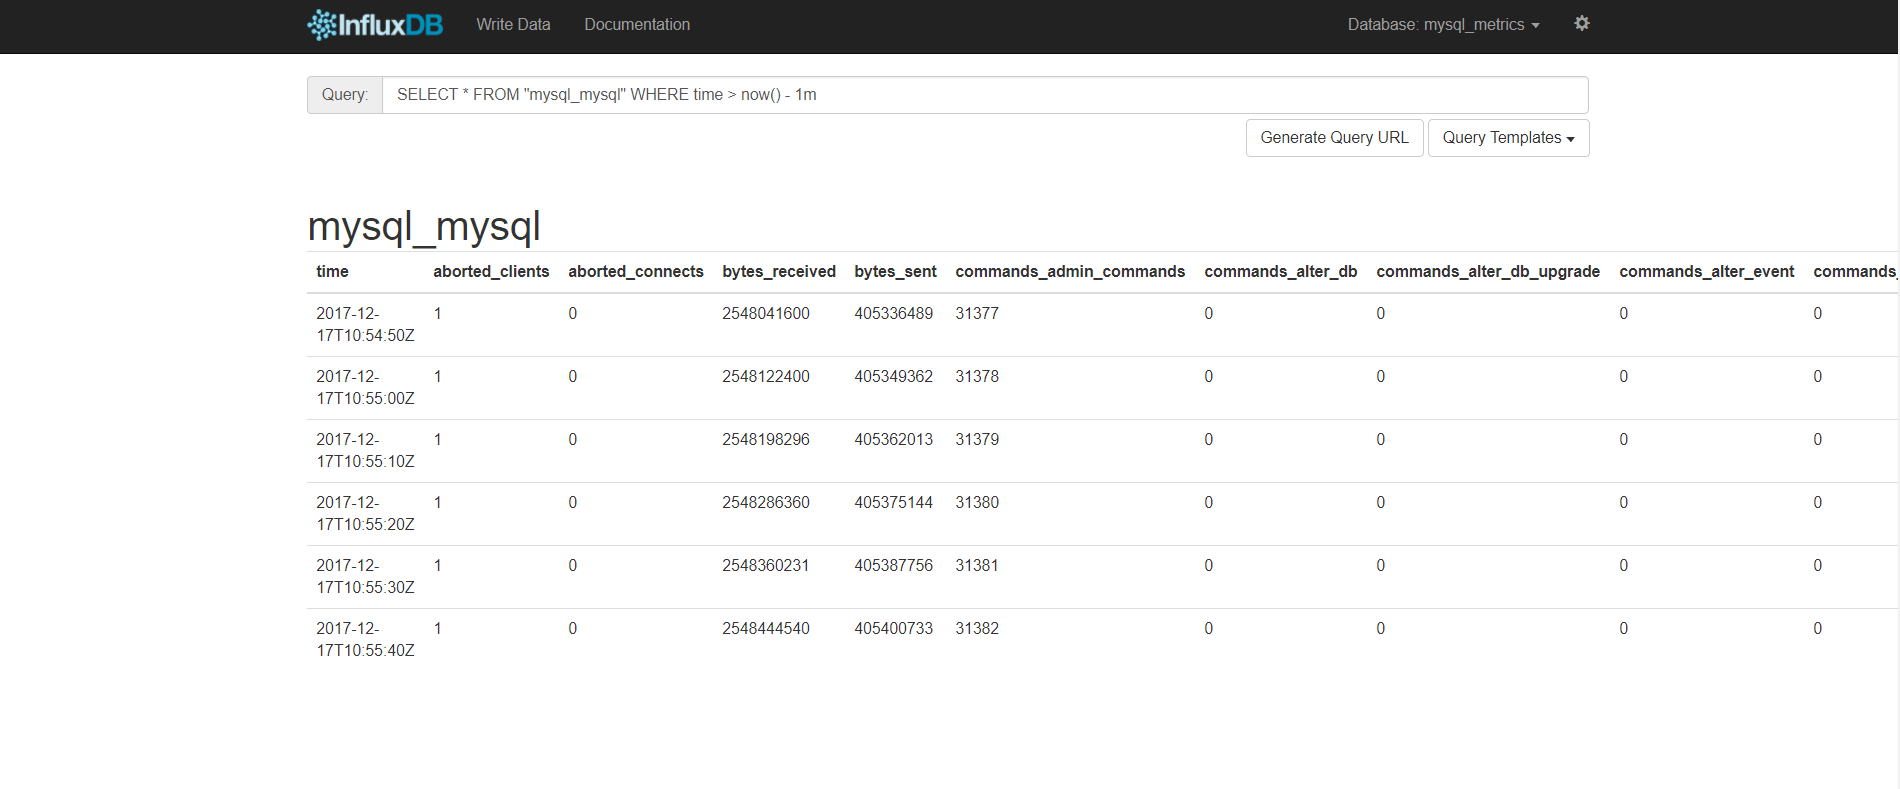 InfluxDB Write Data Documentation Database: mysql_metrics
Query: SELECT * FROM "mysql_mysql" WHERE time > now() - 1m
Generate Query URL Query Templates
mysql_mysql
time aborted_clients aborted_connects bytes_received bytes_sent commands_admin_commands commands_alter_db commands_alter_db_upgrade commands_alter_event commands_
2017-12- 1 0 2548041600 405336489 31377 0 0 0 0
17T10:54:50Z
2017-12- 1 0 2548122400 405349362 31378 0 0 0 0
17T10:55:00Z
2017-12- 1 0 2548198296 405362013 31379 0 0 0 0
17T10:55:10Z
2017-12- 1 0 2548286360 405375144 31380 0 0 0 0
17T10:55:20Z
2017-12- 1 0 2548360231 405387756 31381 0 0 0 0
17T10:55:30Z
2017-12- 1 0 2548444540 405400733 31382 0 0 0 0
17T10:55:40Z